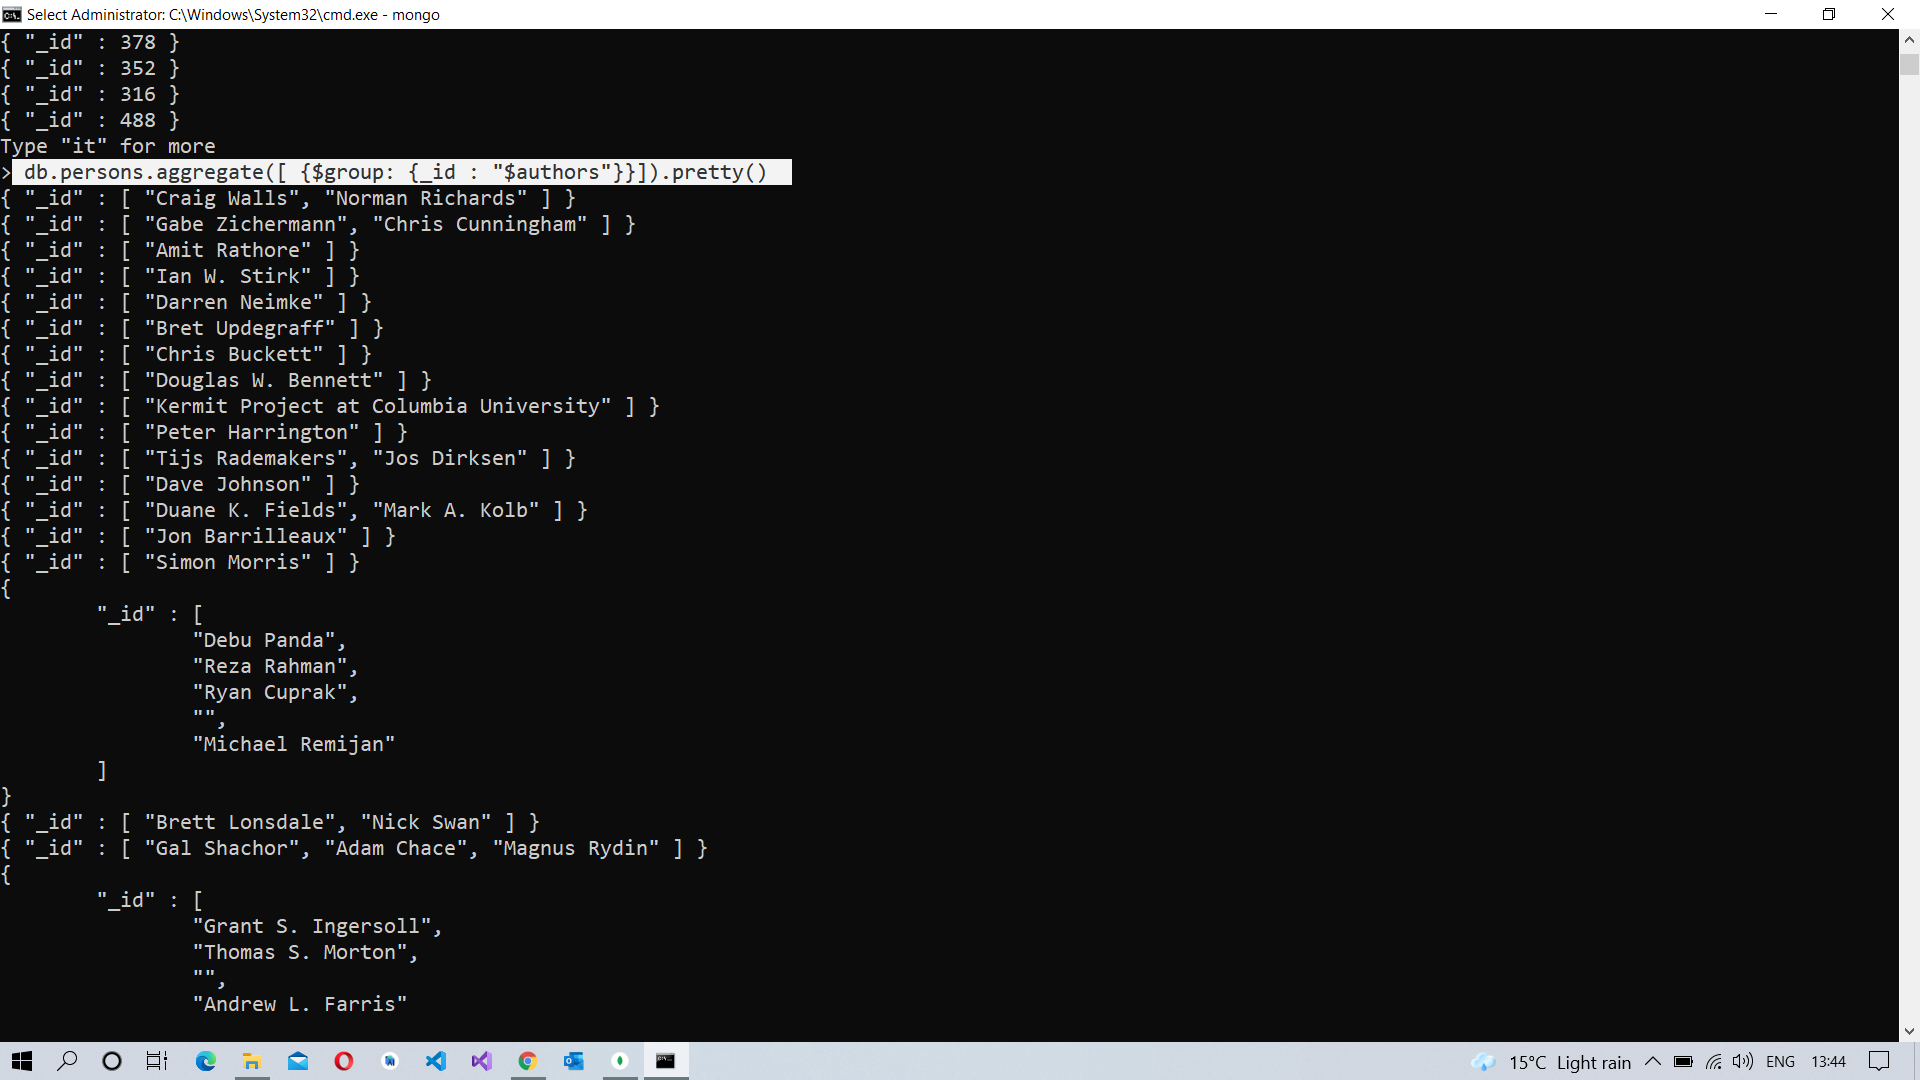 Select Administrator: C:\Windows\System32\cmd.exe - mongo
{ "_id" : 378 }
{ "_id" : 352 }
{ "_id" : 316 }
{ "_id" : 488 }
Type "it" for more
> db.persons.aggregate([ {$group: {_id : "$authors"}}]).pretty()
{ "_id" : [ "Craig Walls", "Norman Richards" ] }
{ "_id" : [ "Gabe Zichermann", "Chris Cunningham" ] }
{ "_id" : [ "Amit Rathore" ] }
{ "_id" : [ "Ian W. Stirk" ] }
{ "_id" : [ "Darren Neimke" ] }
{ "_id" : [ "Bret Updegraff" ] }
{ "_id" : [ "Chris Buckett" ] }
{ "_id" : [ "Douglas W. Bennett" ] }
{ "_id" : [ "Kermit Project at Columbia University" ] }
{ "_id" : [ "Peter Harrington" ] }
{ "_id" : [ "Tijs Rademakers", "Jos Dirksen" ] }
{ "_id" : [ "Dave Johnson" ] }
{ "_id" : [ "Duane K. Fields", "Mark A. Kolb" ] }
{ "_id" : [ "Jon Barrilleaux" ] }
{ "_id" : [ "Simon Morris" ] }
{
        "_id" : [
                "Debu Panda",
                "Reza Rahman",
                "Ryan Cuprak",
                "",
                "Michael Remijan"
        ]
}
{ "_id" : [ "Brett Lonsdale", "Nick Swan" ] }
{ "_id" : [ "Gal Shachor", "Adam Chace", "Magnus Rydin" ] }
{
        "_id" : [
                "Grant S. Ingersoll",
                "Thomas S. Morton",
                "",
                "Andrew L. Farris"
15°C Light rain ENG 13:44